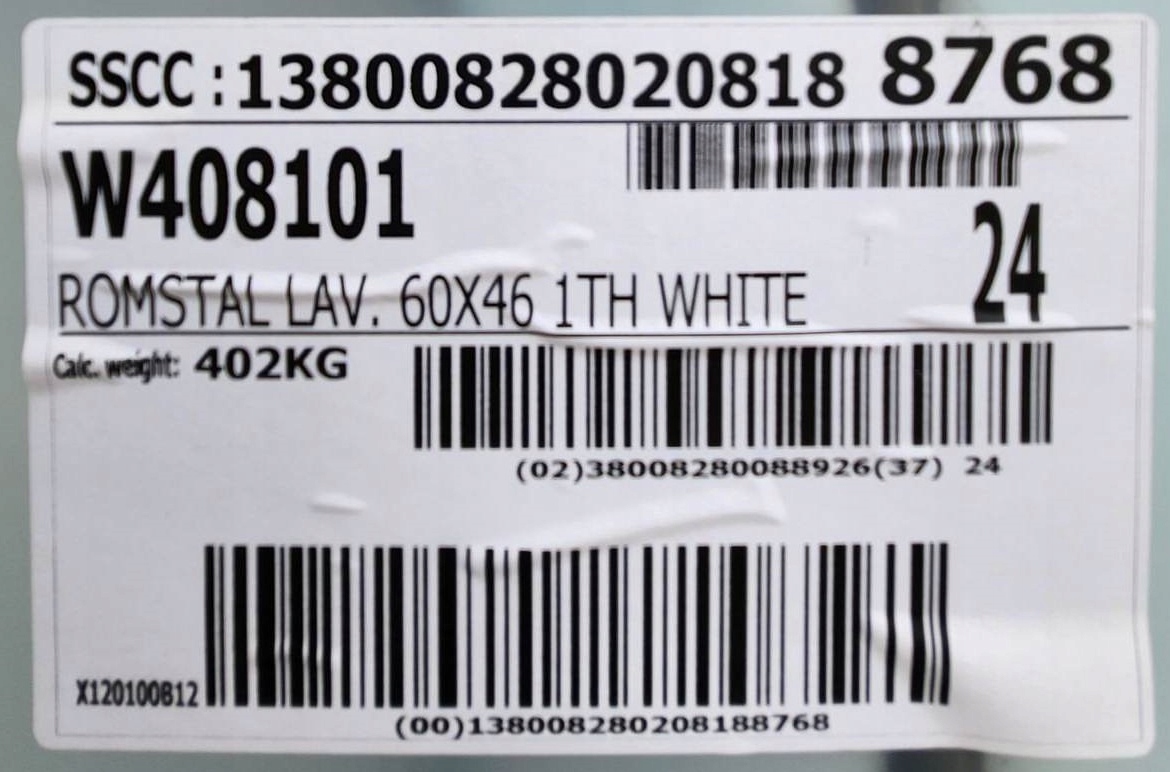 SSCC : 13800828020818 8768
W408101
24
ROMSTAL LAV. 60X46 1TH WHITE
Calc. weight: 402KG
(02)38008280088926(37) 24
X120100812
(00)138008280208188768